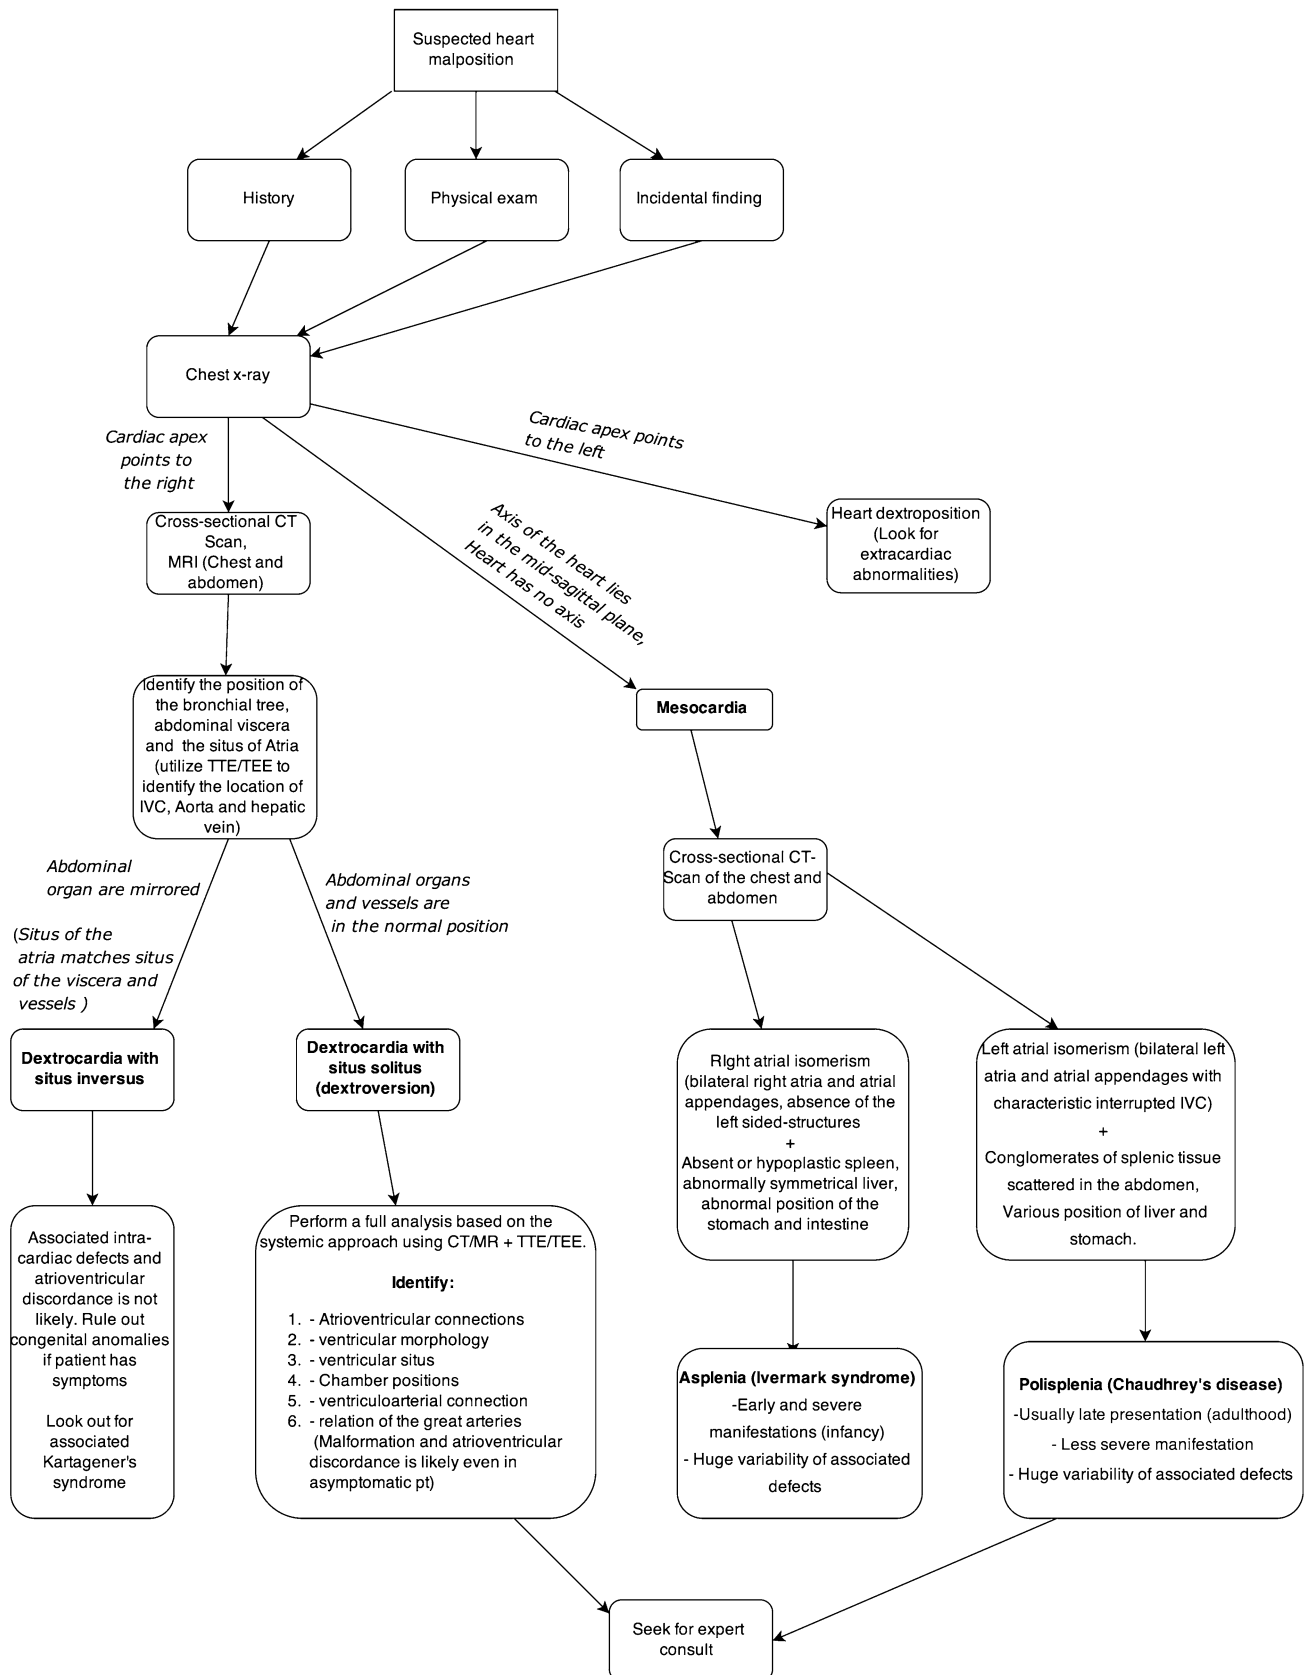 Suspected heart
malposition
History
Physical exam
Incidental finding
Chest x-ray
Cardiac apex
points to
the right
Cardiac apex points
to the left
Axis of the heart lies
in the mid-sagittal plane,
Heart has no axis
Cross-sectional CT
Scan,
MRI (Chest and
abdomen)
Heart dextroposition
(Look for
extracardiac
abnormalities)
Identify the position of
the bronchial tree,
abdominal viscera
and the situs of Atria
(utilize TTE/TEE to
identify the location of
IVC, Aorta and hepatic
vein)
Mesocardia
Cross-sectional CT-
Scan of the chest and
abdomen
Abdominal
organ are mirrored
(Situs of the
atria matches situs
of the viscera and
vessels )
Abdominal organs
and vessels are
in the normal position
Dextrocardia with
situs inversus
Dextrocardia with
situs solitus
(dextroversion)
RIght atrial isomerism
(bilateral right atria and atrial
appendages, absence of the
left sided-structures
+
Absent or hypoplastic spleen,
abnormally symmetrical liver,
abnormal position of the
stomach and intestine
Left atrial isomerism (bilateral left
atria and atrial appendages with
characteristic interrupted IVC)
+
Conglomerates of splenic tissue
scattered in the abdomen,
Various position of liver and
stomach.
Associated intra-
cardiac defects and
atrioventricular
discordance is not
likely. Rule out
congenital anomalies
if patient has
symptoms
Look out for
associated
Kartagener's
syndrome
Perform a full analysis based on the
systemic approach using CT/MR + TTE/TEE.
Identify:
1. - Atrioventricular connections
2. - ventricular morphology
3. - ventricular situs
4. - Chamber positions
5. - ventriculoarterial connection
6. - relation of the great arteries
(Malformation and atrioventricular
discordance is likely even in
asymptomatic pt)
Asplenia (Ivermark syndrome)
-Early and severe
manifestations (infancy)
- Huge variability of associated
defects
Polisplenia (Chaudhrey's disease)
-Usually late presentation (adulthood)
- Less severe manifestation
- Huge variability of associated defects
Seek for expert
consult